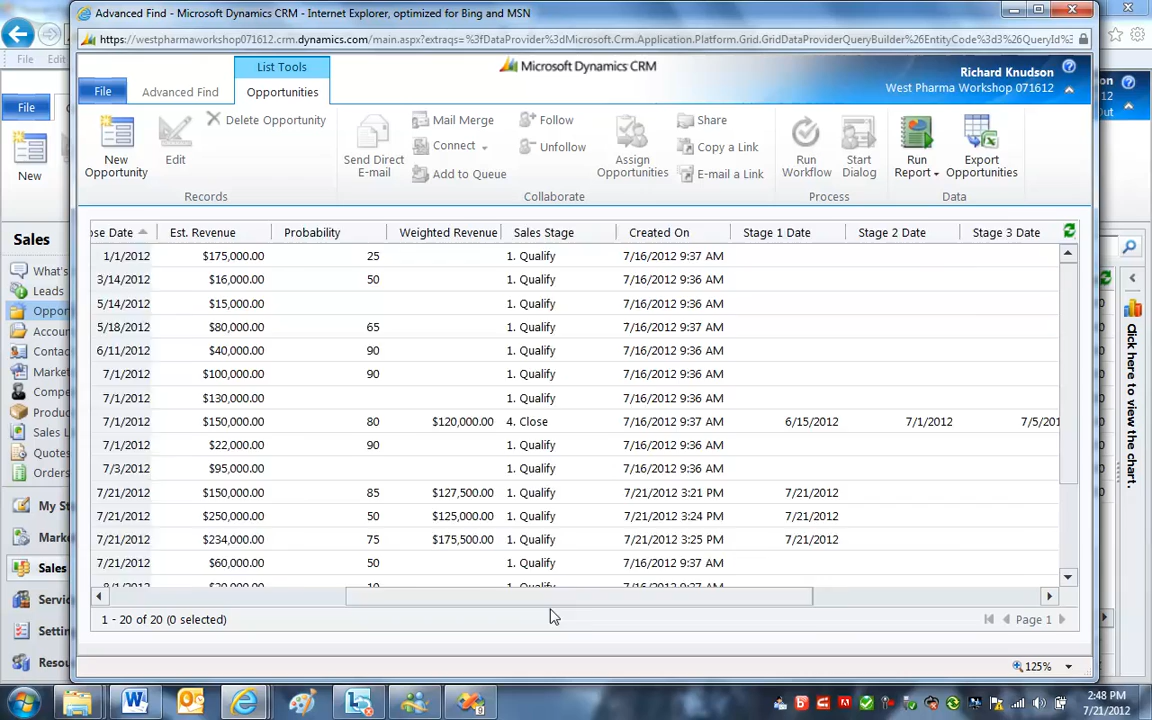 Advanced Find - Microsoft Dynamics CRM - Internet Explorer, optimized for Bing and MSN
https://westpharmaworkshop071612.crm.dynamics.com/main.aspx?extraqs=%3fDataProvider%3dMicrosoft.Crm.Application.Platform.Grid.GridDataProviderQueryBuilder%26EntityCode%3d3%26QueryId%3
File Edit
List Tools
Microsoft Dynamics CRM
Richard Knudson
West Pharma Workshop 071612
File Advanced Find Opportunities
File
New
New Opportunity
Edit
Delete Opportunity
Records
Send Direct E-mail
Mail Merge
Connect
Add to Queue
Follow
Unfollow
Assign Opportunities
Share
Copy a Link
E-mail a Link
Collaborate
Run Workflow
Start Dialog
Process
Run Report
Export Opportunities
Data
ose Date Est. Revenue Probability Weighted Revenue Sales Stage Created On Stage 1 Date Stage 2 Date Stage 3 Date
1/1/2012 $175,000.00 25 1. Qualify 7/16/2012 9:37 AM
3/14/2012 $16,000.00 50 1. Qualify 7/16/2012 9:36 AM
5/14/2012 $15,000.00 1. Qualify 7/16/2012 9:36 AM
5/18/2012 $80,000.00 65 1. Qualify 7/16/2012 9:37 AM
6/11/2012 $40,000.00 90 1. Qualify 7/16/2012 9:36 AM
7/1/2012 $100,000.00 90 1. Qualify 7/16/2012 9:36 AM
7/1/2012 $130,000.00 1. Qualify 7/16/2012 9:36 AM
7/1/2012 $150,000.00 80 $120,000.00 4. Close 7/16/2012 9:37 AM 6/15/2012 7/1/2012 7/5/201
7/1/2012 $22,000.00 90 1. Qualify 7/16/2012 9:36 AM
7/3/2012 $95,000.00 1. Qualify 7/16/2012 9:36 AM
7/21/2012 $150,000.00 85 $127,500.00 1. Qualify 7/21/2012 3:21 PM 7/21/2012
7/21/2012 $250,000.00 50 $125,000.00 1. Qualify 7/21/2012 3:24 PM 7/21/2012
7/21/2012 $234,000.00 75 $175,500.00 1. Qualify 7/21/2012 3:25 PM 7/21/2012
7/21/2012 $60,000.00 50 1. Qualify 7/16/2012 9:37 AM
1 - 20 of 20 (0 selected)
Page 1
125%
Sales
What's
Leads
Oppor
Accou
Contac
Market
Compe
Produc
Sales L
Quotes
Orders
My St
Marke
Sales
Servic
Settin
Resou
Click here to view the chart.
2:48 PM
7/21/2012